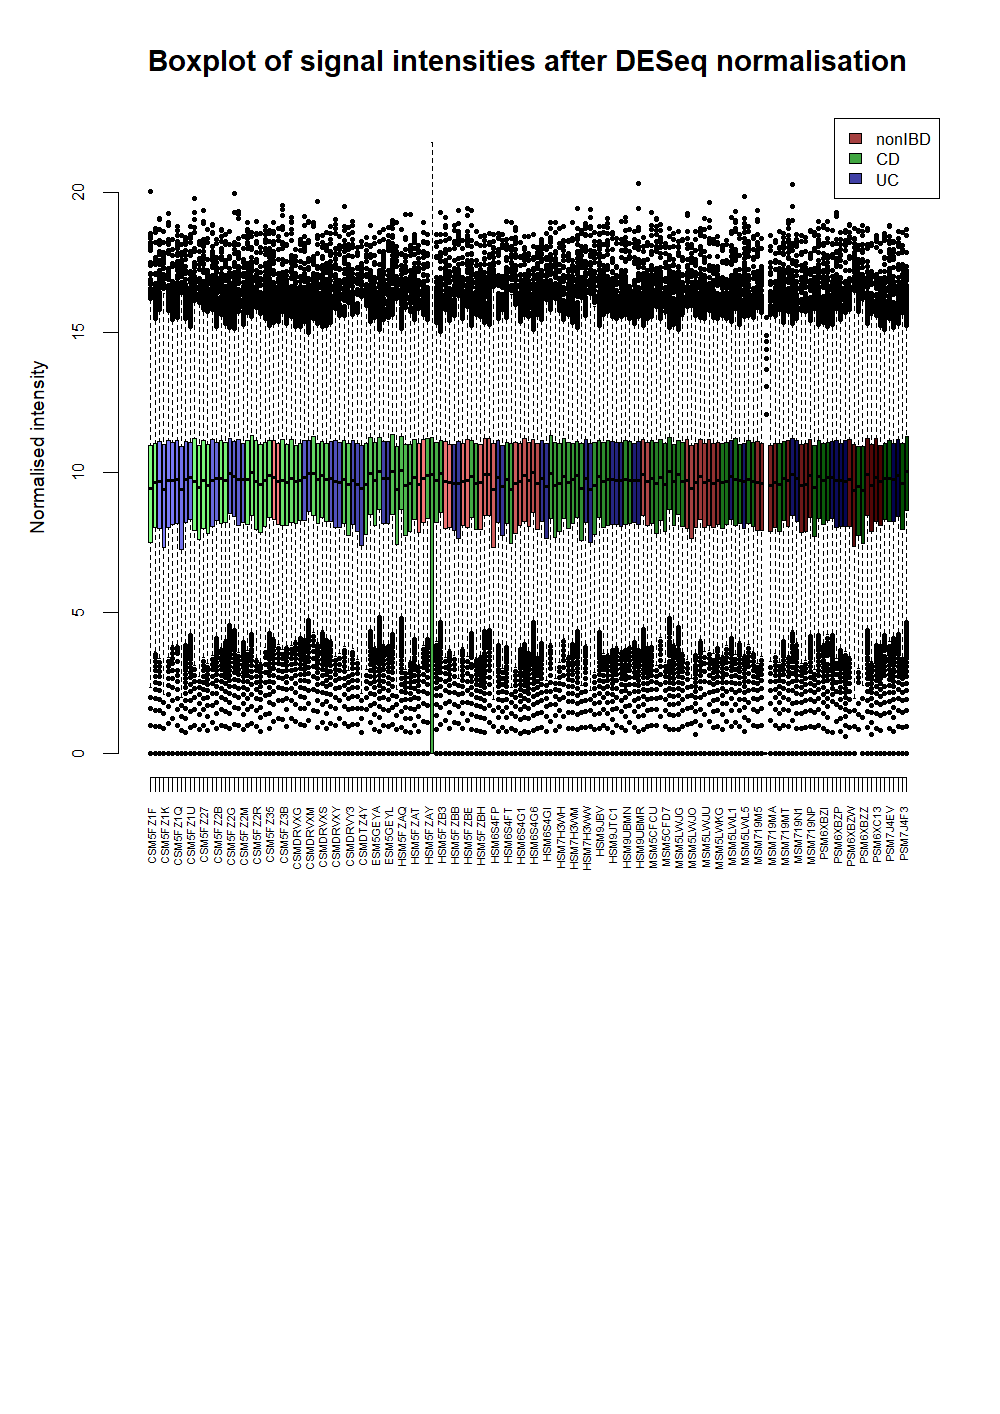 Boxplot of signal intensities after DESeq normalisation
nonIBD
CD
UC
Normalised intensity
20
15
10
5
0
CSM5FZ1F
CSM5FZ1K
CSM5FZ1Q
CSM5FZ1U
CSM5FZ27
CSM5FZ2B
CSM5FZ2G
CSM5FZ2M
CSM5FZ2R
CSM5FZ35
CSM5FZ3B
CSMDRVXG
CSMDRVXM
CSMDRVXS
CSMDRVXY
CSMDRVY3
CSMDTZ4Y
ESM5GEYA
ESM5GEYL
HSM5FZAQ
HSM5FZAT
HSM5FZAY
HSM5FZB3
HSM5FZBB
HSM5FZBE
HSM5FZBH
HSM6S4FP
HSM6S4FT
HSM6S4G1
HSM6S4G6
HSM6S4GI
HSM7H3WH
HSM7H3WM
HSM7H3WW
HSM9JBV
HSM9JTC1
HSM9UBMN
HSM9UBMR
MSM5CFCU
MSM5CFD7
MSM5LWJG
MSM5LWJO
MSM5LWJU
MSM5LWKG
MSM5LWL1
MSM5LWL5
MSM719M5
MSM719MA
MSM719MT
MSM719N1
MSM719NP
PSM6XBZI
PSM6XBZP
PSM6XBZW
PSM6XBZZ
PSM6XC13
PSM7J4EV
PSM7J4F3